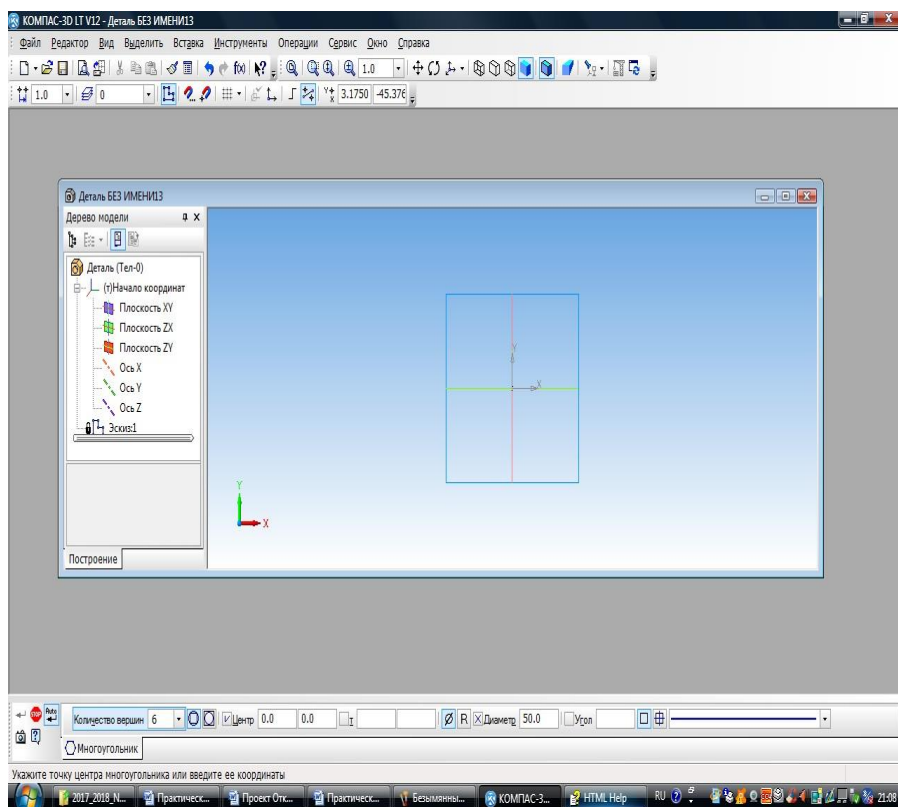 КОМПАС-3D LT V12 - Деталь БЕЗ ИМЕНИ13
Файл Редактор Вид Выделить Вставка Инструменты Операции Сервис Окно Справка
f(x) 1.0
1.0 0 3.1750 -45.376
Деталь БЕЗ ИМЕНИ13
Дерево модели
Деталь (Тел-0)
(т)Начало координат
Плоскость XY
Плоскость ZX
Плоскость ZY
Ось X
Ось Y
Ось Z
Эскиз:1
Y
X
Y
X
Построение
STOP Auto Количество вершин 6 Центр 0.0 0.0 т Ø R Диаметр 50.0 Угол
Многоугольник
Укажите точку центра многоугольника или введите ее координаты
2017_2018_N... Практическ... Проект Отк... Практическ... Безымянны... КОМПАС-3... HTML Help RU 21:08